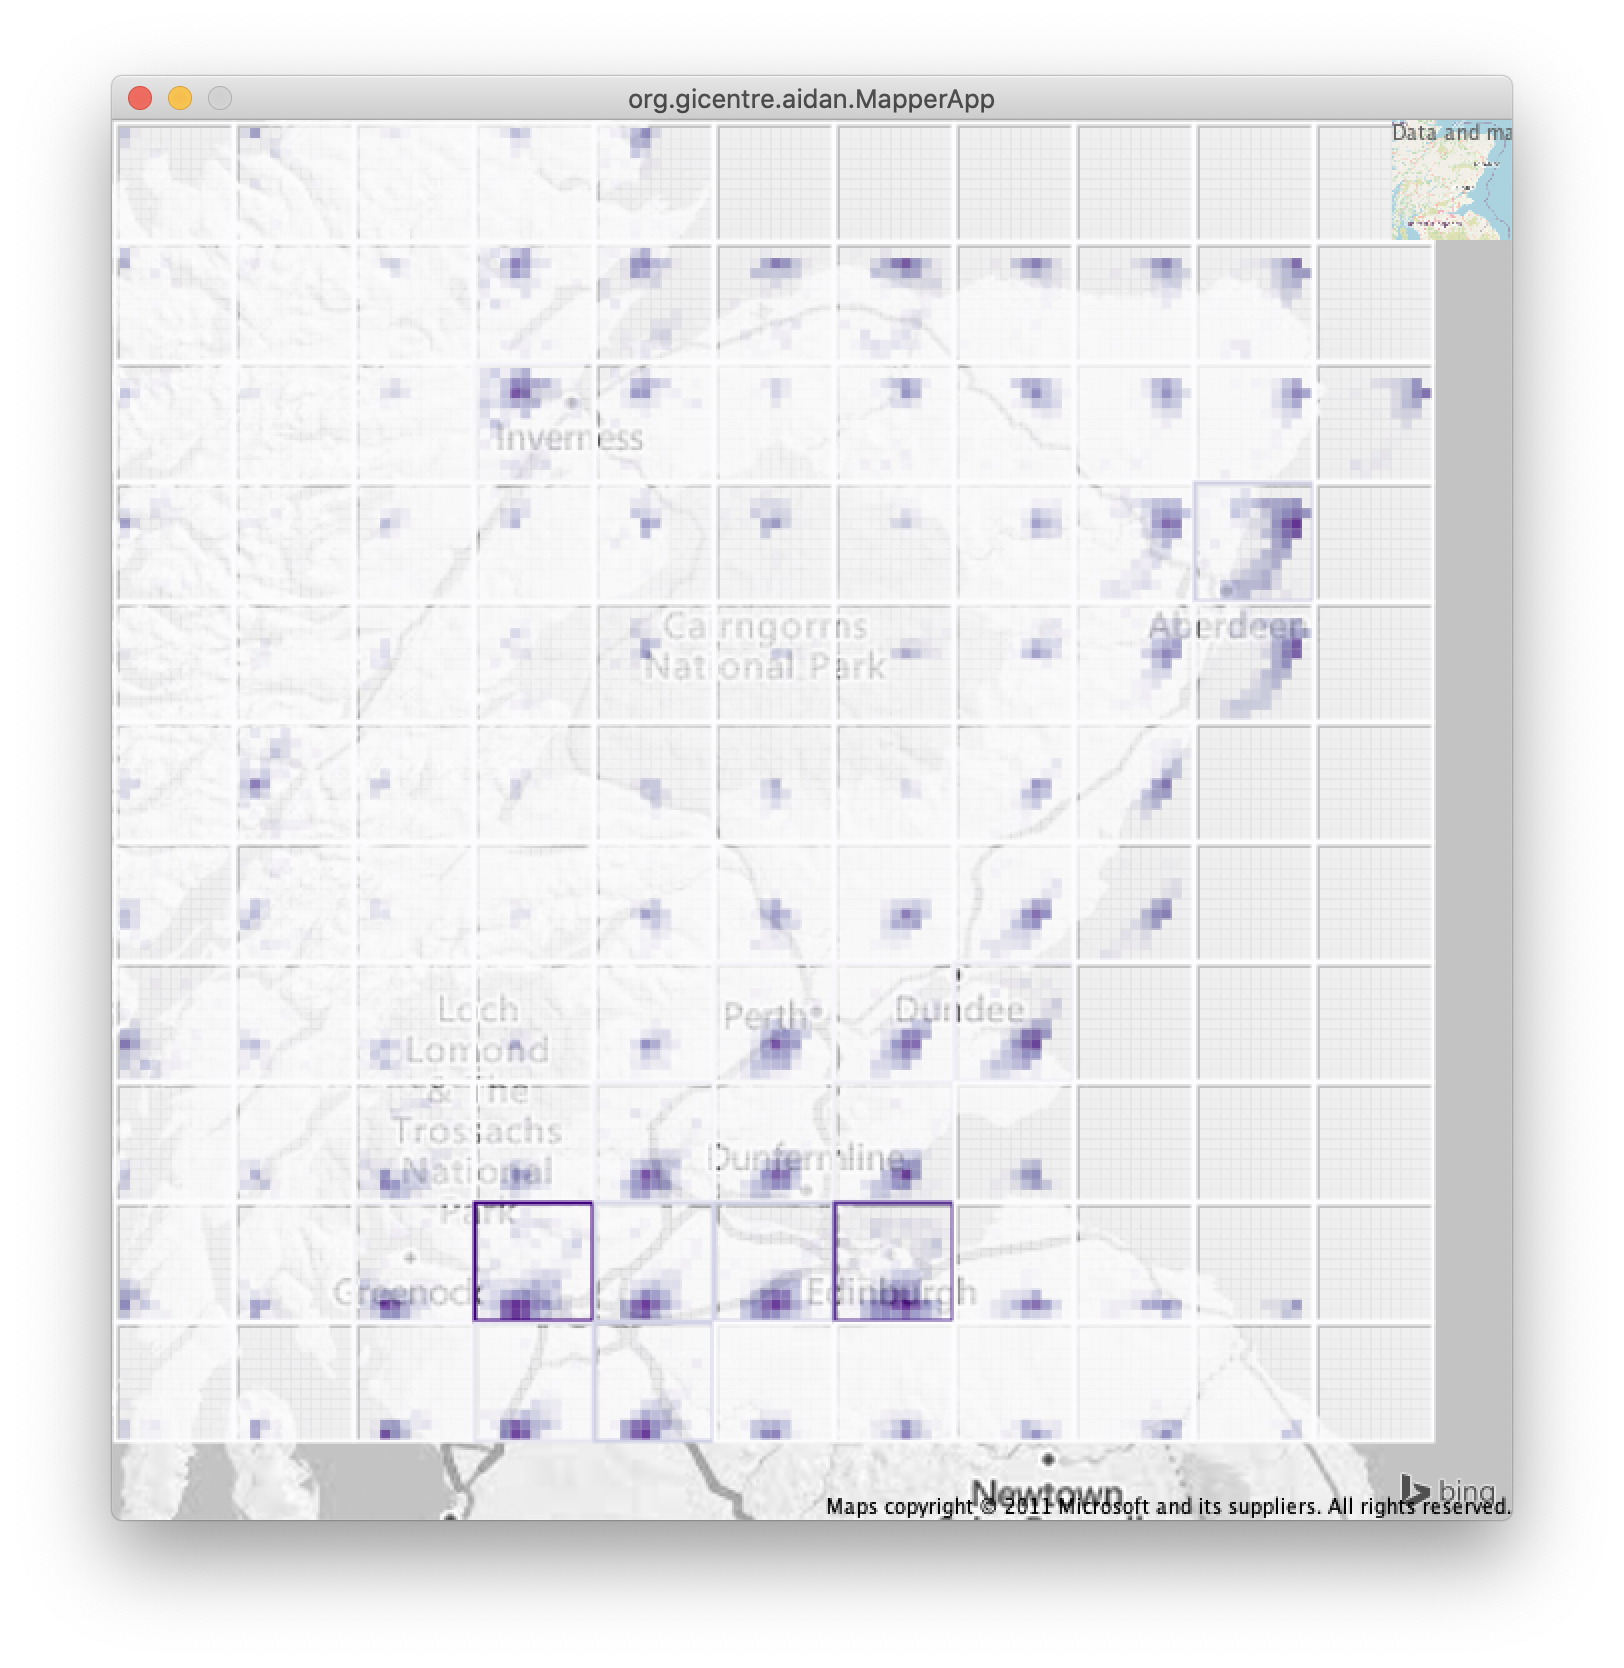 org.gicentre.aidan.MapperApp
Data and ma
Inverness
Cairngorms
National Park
Aberdeen
Loch
Lomond
& The
Trossachs
National
Park
Perth
Dundee
Dunfermline
Greenock
Edinburgh
Newtown
bing
Maps copyright © 2011 Microsoft and its suppliers. All rights reserved.